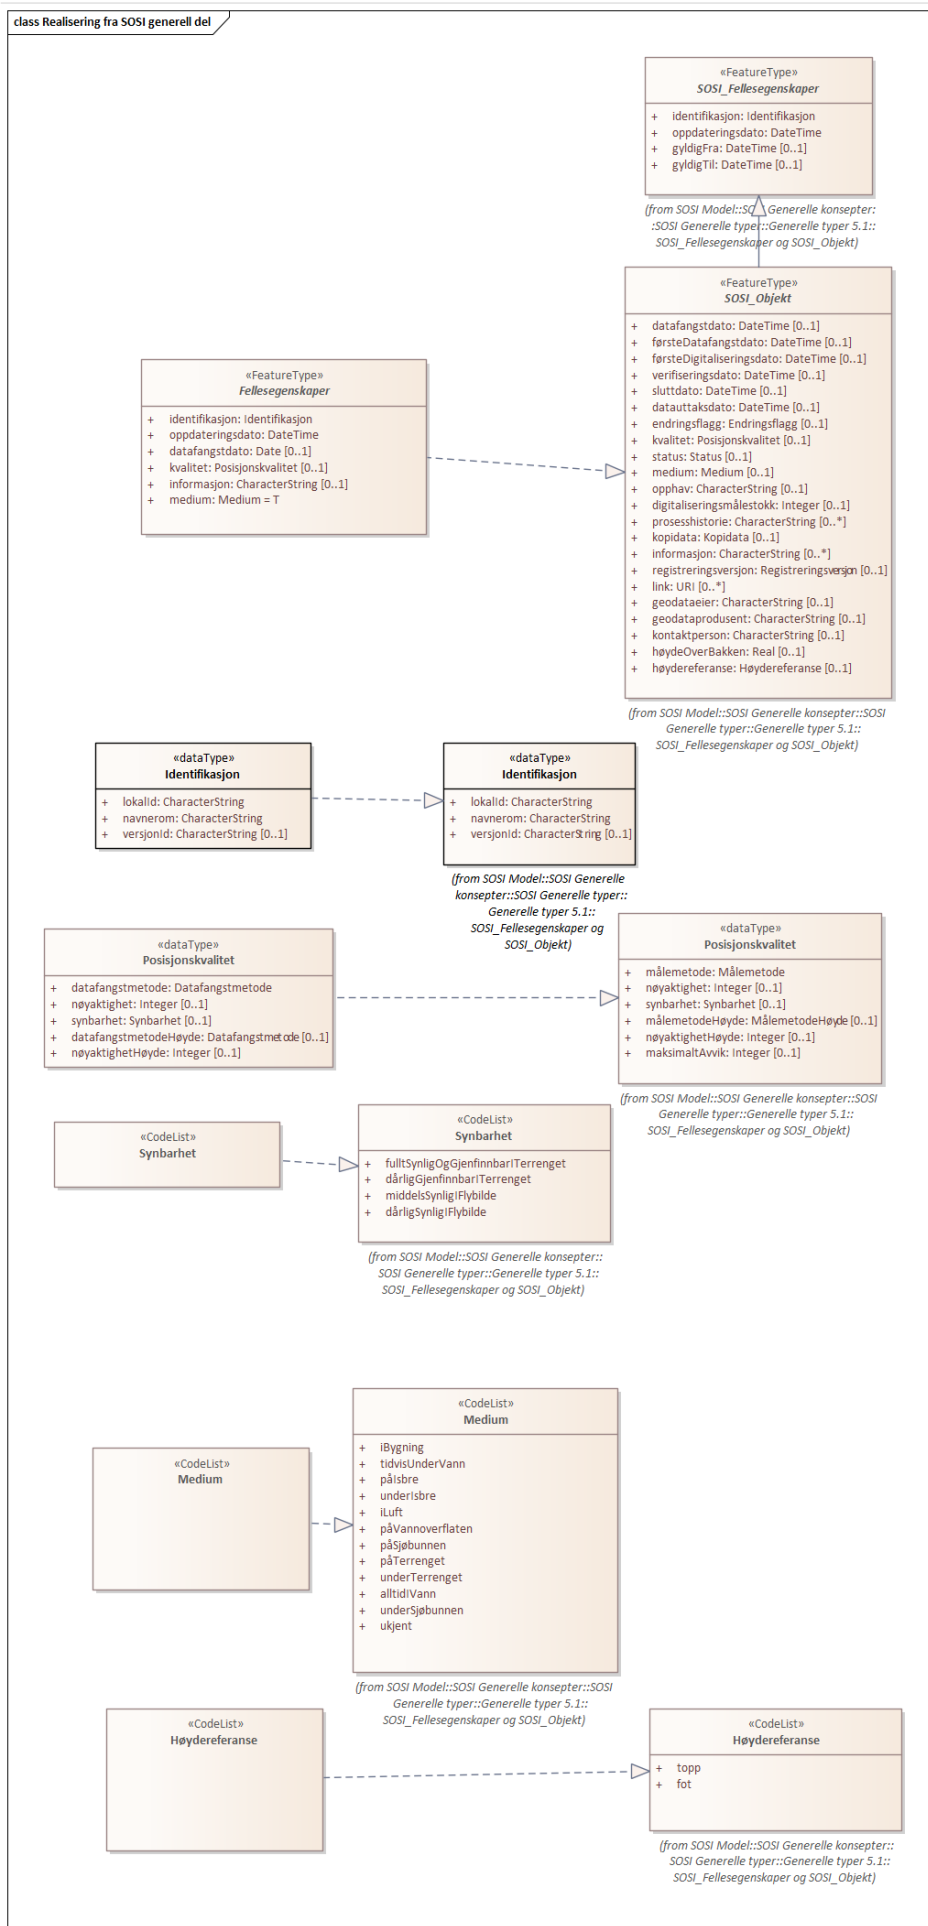 class Realisering fra SOSI generell del
«FeatureType»
SOSI_Fellesegenskaper
+ identifikasjon: Identifikasjon
+ oppdateringsdato: DateTime
+ gyldigFra: DateTime [0..1]
+ gyldigTil: DateTime [0..1]
(from SOSI Model::SOSI Generelle konsepter:
:SOSI Generelle typer::Generelle typer 5.1::
SOSI_Fellesegenskaper og SOSI_Objekt)
«FeatureType»
SOSI_Objekt
+ datafangstdato: DateTime [0..1]
+ førsteDatafangstdato: DateTime [0..1]
+førsteDigitaliseringsdato: DateTime [0..1]
+ verifiseringsdato: DateTime [0..1]
+ sluttdato: DateTime [0..1]
+ datauttaksdato: DateTime [0..1]
+ endringsflagg: Endringsflagg [0..1]
+ kvalitet: Posisjonskvalitet [0..1]
+ status: Status [0..1]
+ medium: Medium [0..1]
+ opphav: CharacterString [0..1]
+ digitaliseringsmålestokk: Integer [0..1]
+ prosesshistorie: CharacterString [0..*]
+ kopidata: Kopidata [0..1]
+ informasjon: CharacterString [0..*]
+ registreringsversjon: Registreringsversjon [0..1]
+ link: URI [0..*]
+ geodataeier: CharacterString [0..1]
+ geodataprodusent: CharacterString [0..1]
+ kontaktperson: CharacterString [0..1]
+ høydeOverBakken: Real [0..1]
+ høydereferanse: Høydereferanse [0..1]
(from SOSI Model::SOSI Generelle konsepter::SOSI
Generelle typer::Generelle typer 5.1::
SOSI_Fellesegenskaper og SOSI_Objekt)
«FeatureType»
Fellesegenskaper
+ identifikasjon: Identifikasjon
+ oppdateringsdato: DateTime
+ datafangstdato: Date [0..1]
+ kvalitet: Posisjonskvalitet [0..1]
+ informasjon: CharacterString [0..1]
+ medium: Medium = T
«dataType»
Identifikasjon
+ lokalId: CharacterString
+ navnerom: CharacterString
+ versjonId: CharacterString [0..1]
«dataType»
Identifikasjon
+ lokalId: CharacterString
+ navnerom: CharacterString
+ versjonId: CharacterString [0..1]
(from SOSI Model::SOSI Generelle
konsepter::SOSI Generelle typer::
Generelle typer 5.1::
SOSI_Fellesegenskaper og
SOSI_Objekt)
«dataType»
Posisjonskvalitet
+ datafangstmetode: Datafangstmetode
+ nøyaktighet: Integer [0..1]
+ synbarhet: Synbarhet [0..1]
+ datafangstmetodeHøyde: Datafangstmetode [0..1]
+ nøyaktighetHøyde: Integer [0..1]
«dataType»
Posisjonskvalitet
+ målemetode: Målemetode
+ nøyaktighet: Integer [0..1]
+ synbarhet: Synbarhet [0..1]
+ målemetodeHøyde: MålemetodeHøyde [0..1]
+ nøyaktighetHøyde: Integer [0..1]
+ maksimaltAvvik: Integer [0..1]
(from SOSI Model::SOSI Generelle konsepter::SOSI
Generelle typer::Generelle typer 5.1::
SOSI_Fellesegenskaper og SOSI_Objekt)
«CodeList»
Synbarhet
«CodeList»
Synbarhet
+ fulltSynligOgGjenfinnbarITerrenget
+ dårligGjenfinnbarITerrenget
+ middelsSynligIFlybilde
+ dårligSynligIFlybilde
(from SOSI Model::SOSI Generelle konsepter::
SOSI Generelle typer::Generelle typer 5.1::
SOSI_Fellesegenskaper og SOSI_Objekt)
«CodeList»
Medium
«CodeList»
Medium
+ iBygning
+ tidvisUnderVann
+ påIsbre
+ underIsbre
+ iLuft
+ påVannoverflaten
+ påSjøbunnen
+ påTerrenget
+ underTerrenget
+ alltidIVann
+ underSjøbunnen
+ ukjent
(from SOSI Model::SOSI Generelle konsepter::SOSI
Generelle typer::Generelle typer 5.1::
SOSI_Fellesegenskaper og SOSI_Objekt)
«CodeList»
Høydereferanse
«CodeList»
Høydereferanse
+ topp
+ fot
(from SOSI Model::SOSI Generelle konsepter::
SOSI Generelle typer::Generelle typer 5.1::
SOSI_Fellesegenskaper og SOSI_Objekt)